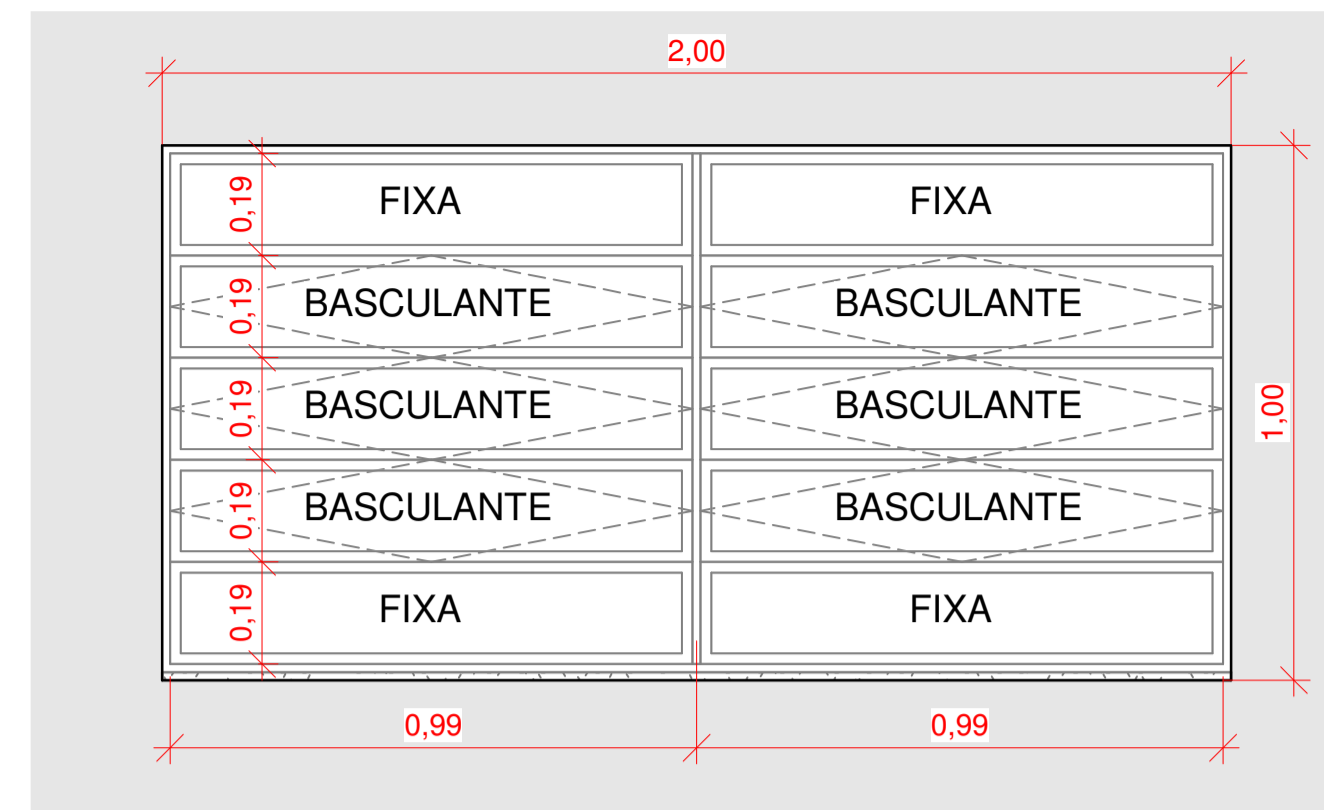 2,00
0,19 FIXA FIXA
0,19 BASCULANTE BASCULANTE
0,19 BASCULANTE BASCULANTE 1,00
0,19 BASCULANTE BASCULANTE
0,19 FIXA FIXA
0,99 0,99